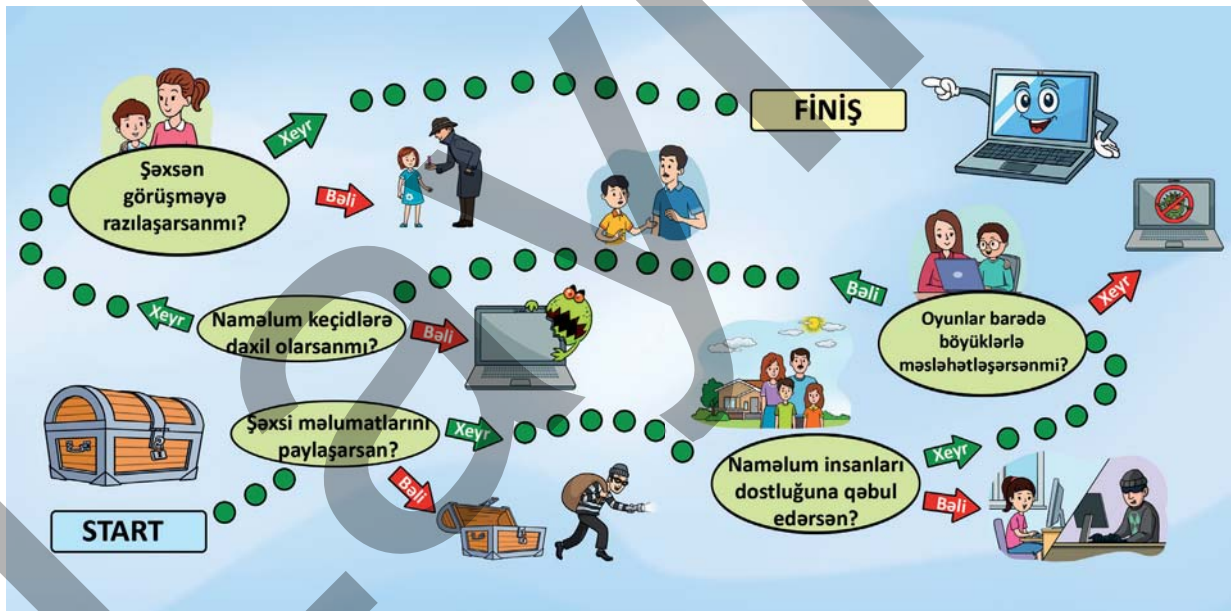 FİNİŞ
Xeyr
Şəxsən
görüşməyə
razılaşarsanmı?
Bəli
Bəli
Xeyr
Xeyr
Naməlum keçidlərə
daxil olarsanmı?
Bəli
Oyunlar barədə
böyüklərlə
məsləhətləşərsənmi?
Şəxsi məlumatlarını
paylaşarsan?
Xeyr
Bəli
Naməlum insanları
dostluğuna qəbul
edərsən?
Xeyr
Bəli
START